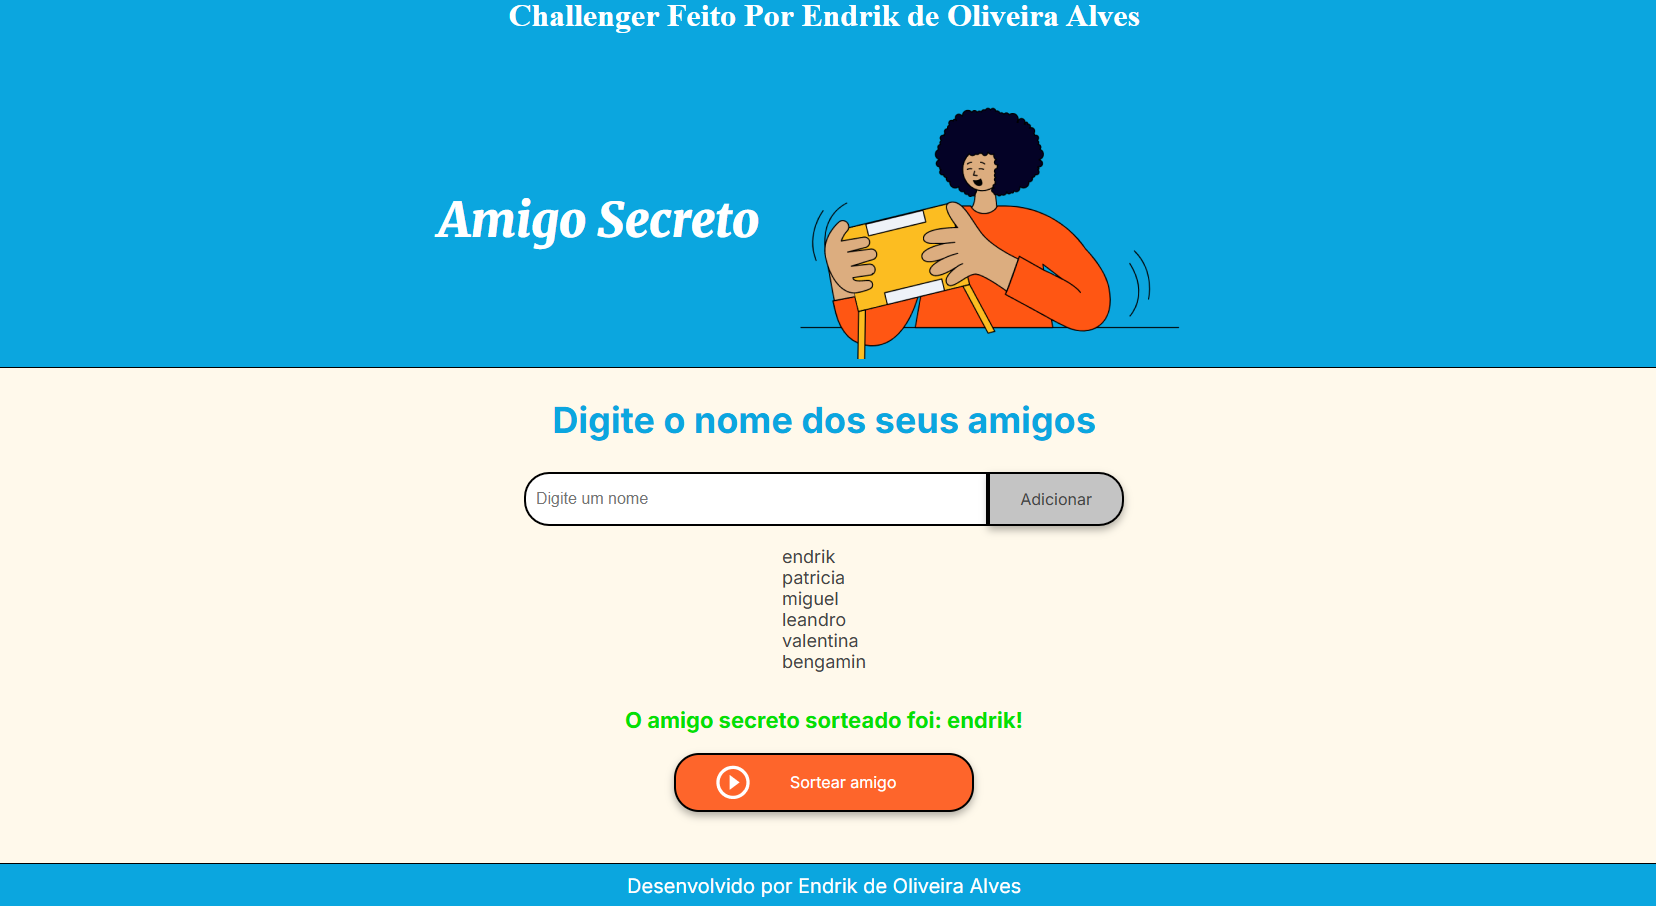 Challenger Feito Por Endrik de Oliveira Alves
Amigo Secreto
Digite o nome dos seus amigos
Digite um nome
Adicionar
endrik
patricia
miguel
leandro
valentina
bengamin
O amigo secreto sorteado foi: endrik!
Sortear amigo
Desenvolvido por Endrik de Oliveira Alves